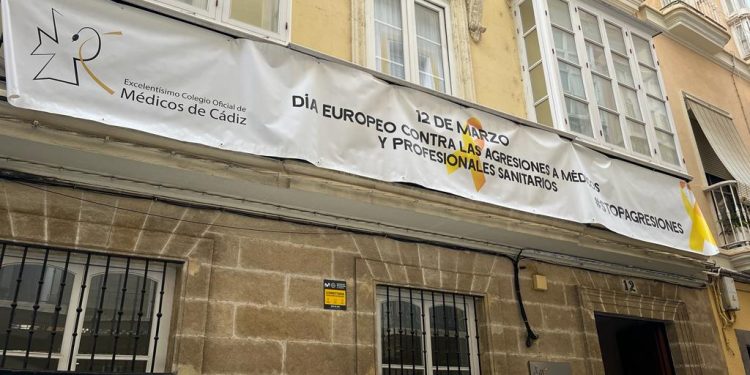 Excelentísimo Colegio Oficial de
Médicos de Cádiz
12 DE MARZO
DÍA EUROPEO CONTRA LAS AGRESIONES A MÉDICOS
Y PROFESIONALES SANITARIOS
#STOPAGRESIONES
12